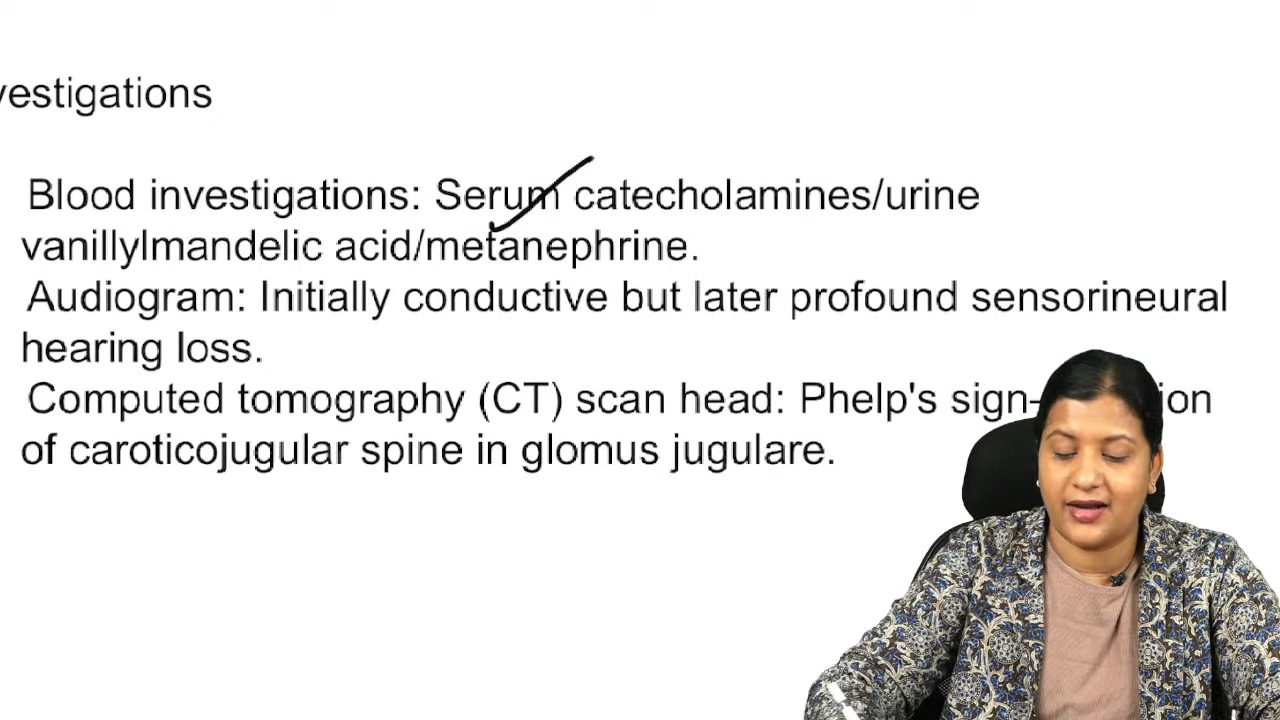 vestigations
Blood investigations: Serum catecholamines/urine
vanillylmandelic acid/metanephrine.
Audiogram: Initially conductive but later profound sensorineural
hearing loss.
Computed tomography (CT) scan head: Phelp's sign- ion
of caroticojugular spine in glomus jugulare.